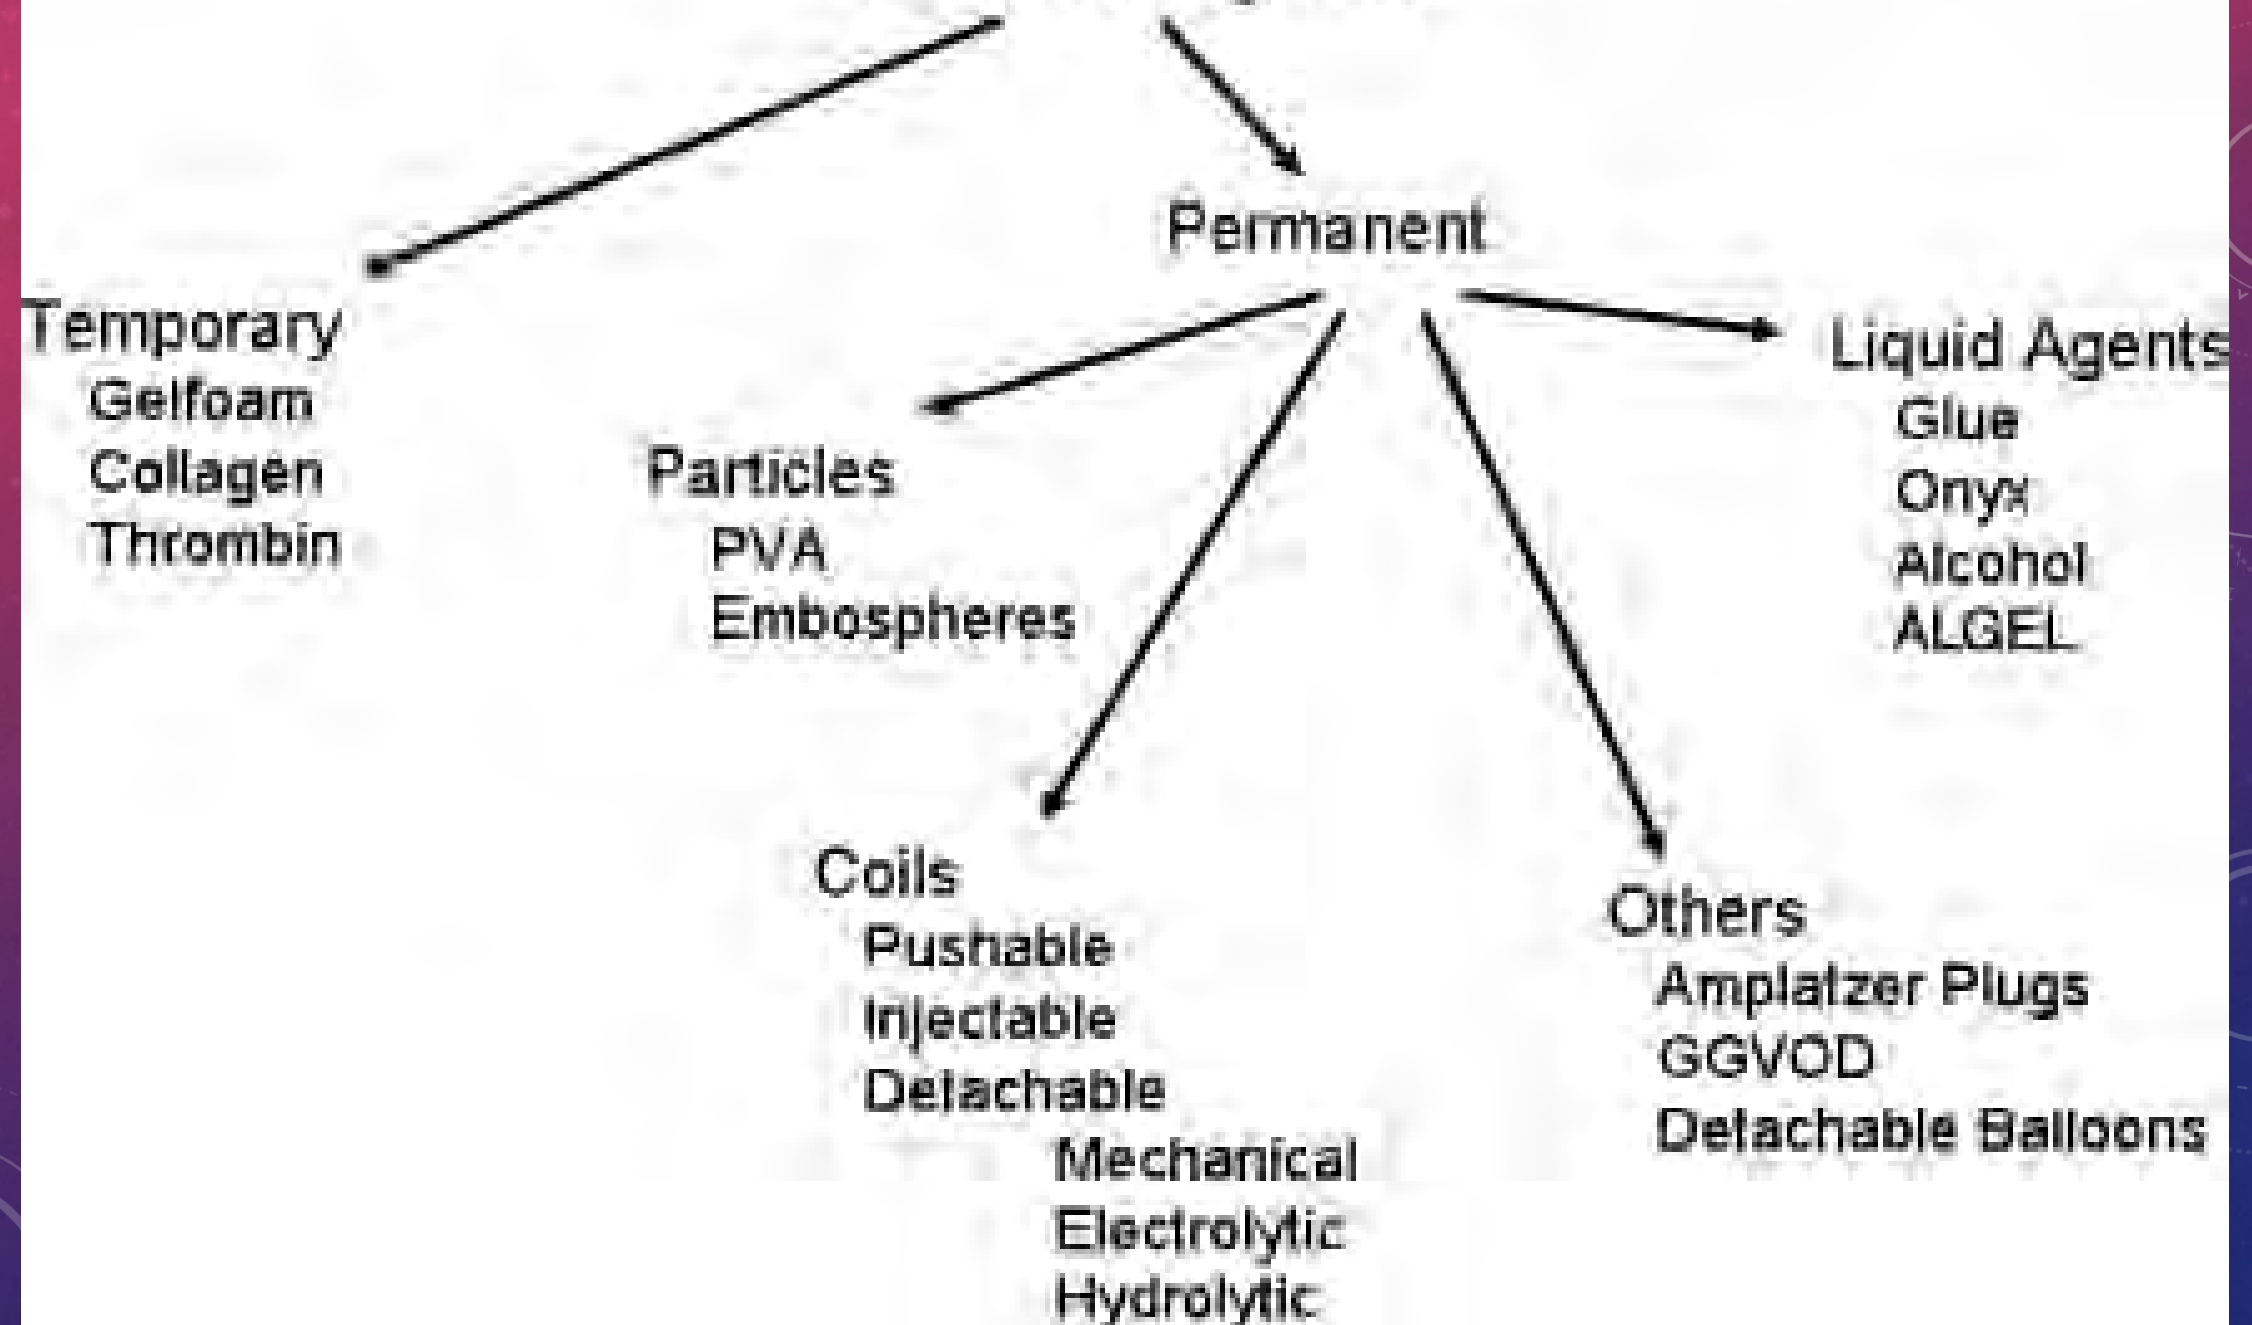 Permanent
Temporary
Gelfoam
Collagen
Thrombin
Particles
PVA
Embospheres
Liquid Agents
Glue
Onyx
Alcohol
ALGEL
Coils
Pushable
Injectable
Detachable
Mechanical
Electrolytic
Hydrolytic
Others
Amplatzer Plugs
GGVOD
Detachable Balloons